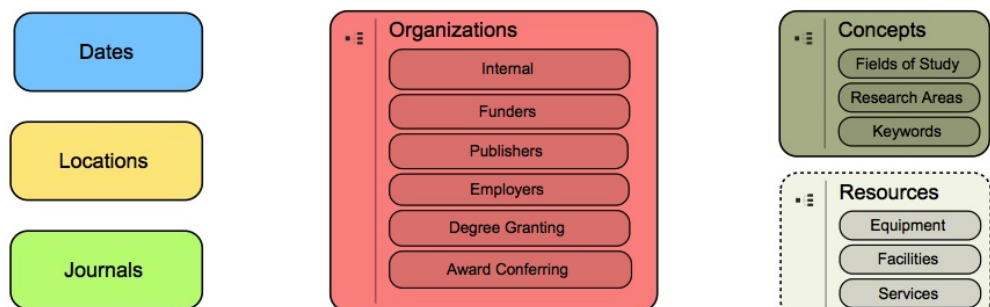 Dates
Locations
Journals
Organizations
Internal
Funders
Publishers
Employers
Degree Granting
Award Conferring
Concepts
Fields of Study
Research Areas
Keywords
Resources
Equipment
Facilities
Services